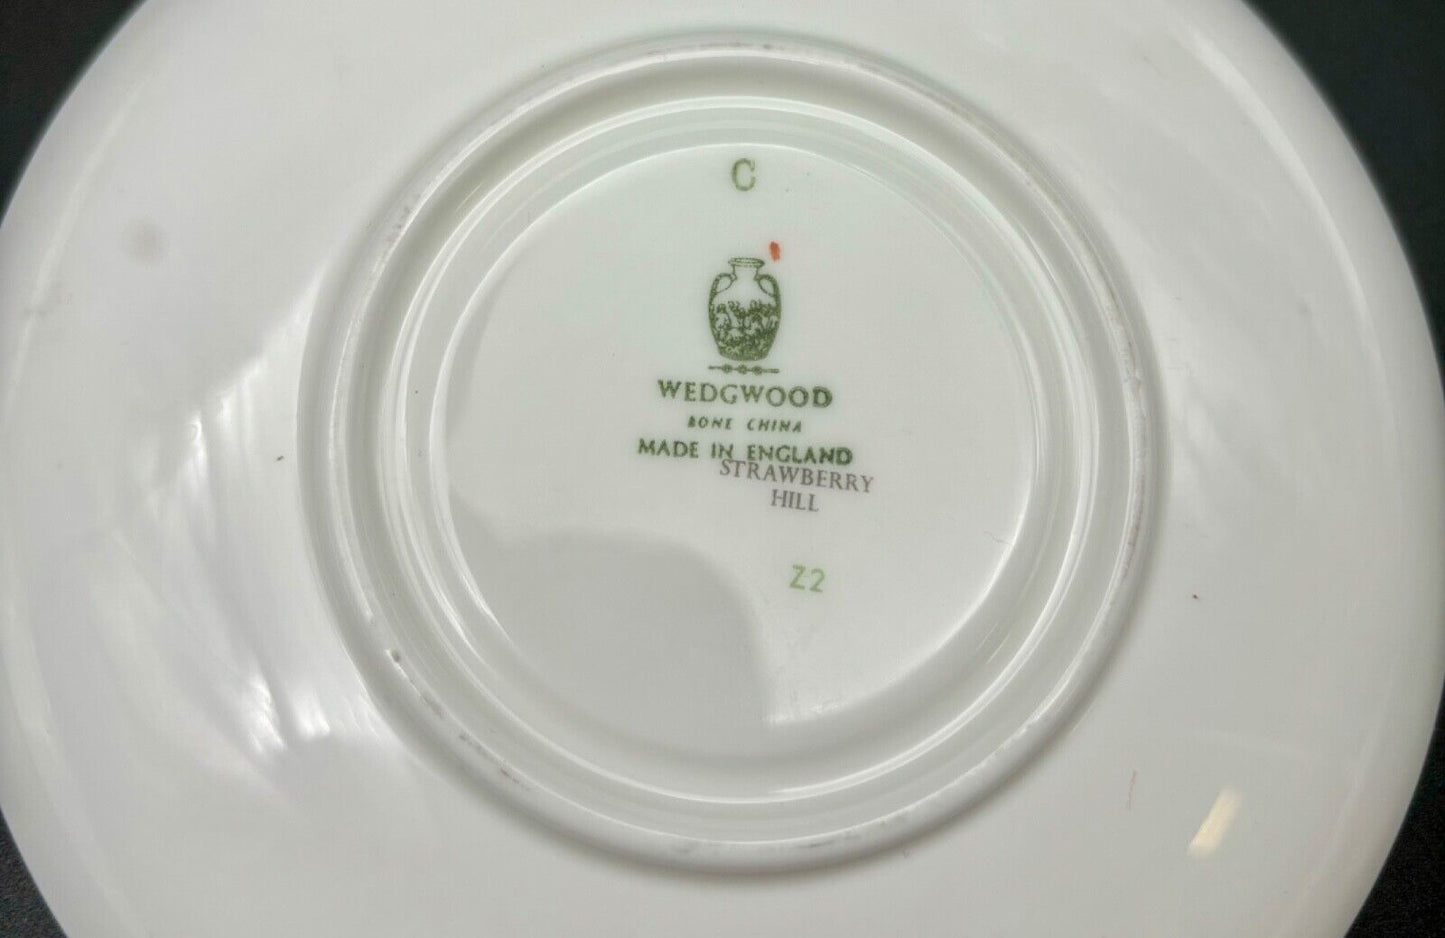 C
WEDGWOOD
BONE CHINA
MADE IN ENGLAND
STRAWBERRY
HILL
Z2